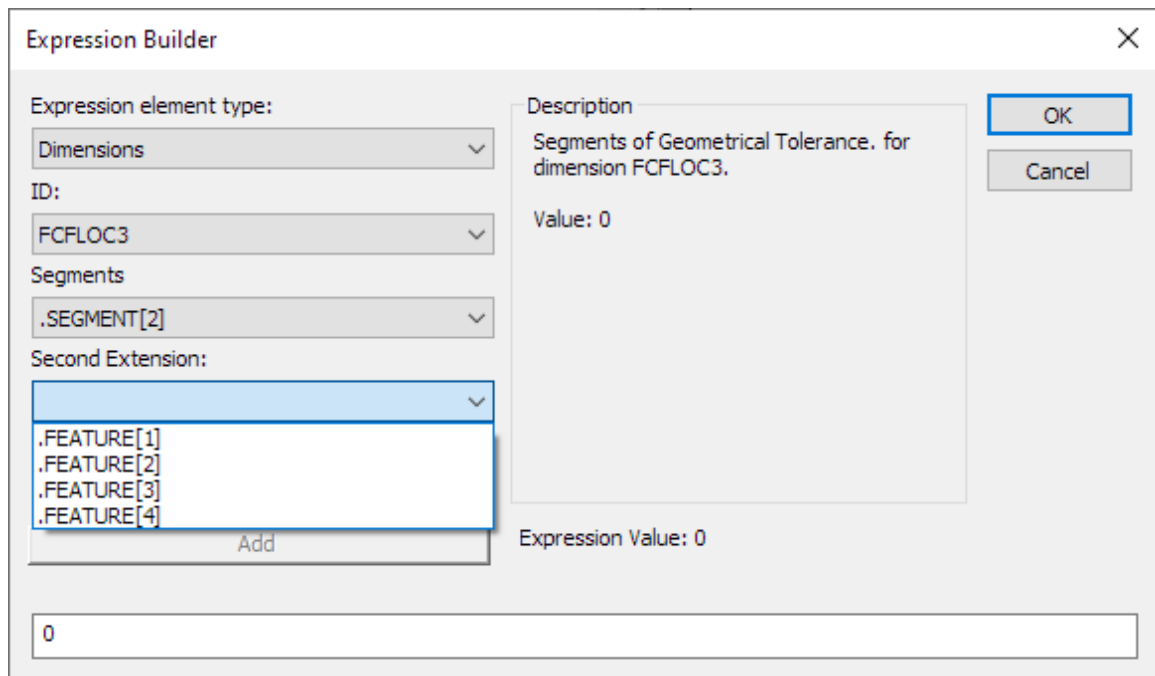 Expression Builder
Expression element type:
Dimensions
ID:
FCFLOC3
Segments
.SEGMENT[2]
Second Extension:
.FEATURE[1]
.FEATURE[2]
.FEATURE[3]
.FEATURE[4]
Add
Description
Segments of Geometrical Tolerance. for
dimension FCFLOC3.
Value: 0
Expression Value: 0
OK
Cancel
0